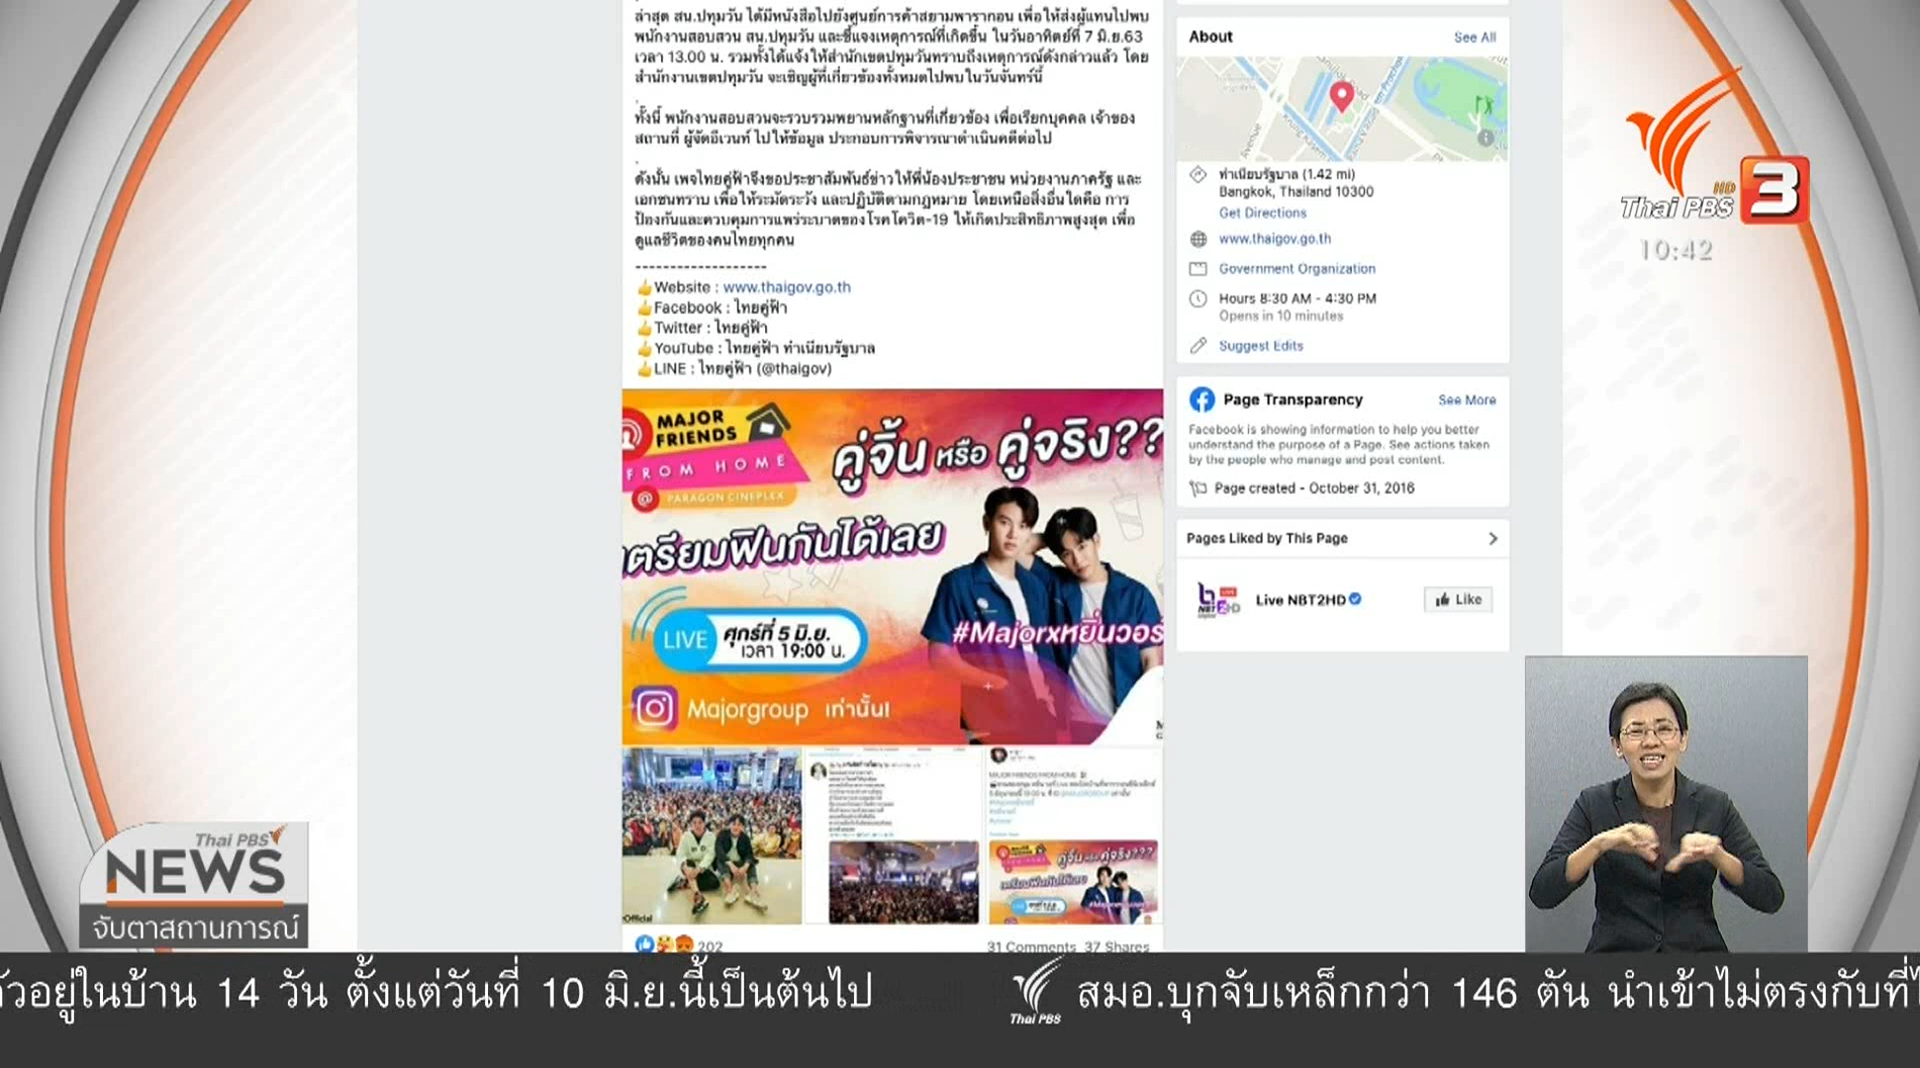 ล่าสุด สน.ปทุมวัน ได้มีหนังสือไปยังศูนย์การค้าสยามพารากอน เพื่อให้ส่งผู้แทนไปพบ
พนักงานสอบสวน สน.ปทุมวัน และชี้แจงเหตุการณ์ที่เกิดขึ้น ในวันอาทิตย์ที่ 7 มิ.ย.63
เวลา 13.00 น. รวมทั้งได้แจ้งให้สำนักเขตปทุมวันทราบถึงเหตุการณ์ดังกล่าวแล้ว โดย
สำนักงานเขตปทุมวัน จะเชิญผู้ที่เกี่ยวข้องทั้งหมดไปพบในวันจันทร์นี้
.
ทั้งนี้ พนักงานสอบสวนจะรวบรวมพยานหลักฐานที่เกี่ยวข้อง เพื่อเรียกบุคคล เจ้าของ
สถานที่ ผู้จัดอีเวนท์ ไปให้ข้อมูล ประกอบการพิจารณาดำเนินคดีต่อไป
.
ดังนั้น เพจไทยคู่ฟ้าจึงขอประชาสัมพันธ์ข่าวให้พี่น้องประชาชน หน่วยงานภาครัฐ และ
เอกชนทราบ เพื่อให้ระมัดระวัง และปฏิบัติตามกฎหมาย โดยเหนือสิ่งอื่นใดคือ การ
ป้องกันและควบคุมการแพร่ระบาดของโรคโควิด-19 ให้เกิดประสิทธิภาพสูงสุด เพื่อ
ดูแลชีวิตของคนไทยทุกคน
-------------------
👍Website : www.thaigov.go.th
👍Facebook : ไทยคู่ฟ้า
👍Twitter : ไทยคู่ฟ้า
👍YouTube : ไทยคู่ฟ้า ทำเนียบรัฐบาล
👍LINE : ไทยคู่ฟ้า (@thaigov)
MAJOR
FRIENDS
FROM HOME
@ PARAGON CINEPLEX
คู่จิ้น หรือ คู่จริง??
เตรียมฟินกันได้เลย
LIVE ศุกร์ที่ 5 มิ.ย.
เวลา 19:00 น.
#Majorxหยิ่นวอร์
Majorgroup เท่านั้น!
Official
MAJOR FRIENDS FROM HOME
คู่จิ้น หรือ คู่จริง???
เตรียมฟินกันได้เลย
202
31 Comments 37 Shares
About
See All
ทำเนียบรัฐบาล (1.42 mi)
Bangkok, Thailand 10300
Get Directions
www.thaigov.go.th
Government Organization
Hours 8:30 AM - 4:30 PM
Opens in 10 minutes
Suggest Edits
Page Transparency
See More
Facebook is showing information to help you better
understand the purpose of a Page. See actions taken
by the people who manage and post content.
Page created - October 31, 2016
Pages Liked by This Page
Live NBT2HD
Like
Thai PBS HD 3
10:42
Thai PBS
NEWS
จับตาสถานการณ์
ตัวอยู่ในบ้าน 14 วัน ตั้งแต่วันที่ 10 มิ.ย.นี้เป็นต้นไป
Thai PBS
สมอ.บุกจับเหล็กกว่า 146 ตัน นำเข้าไม่ตรงกับที่